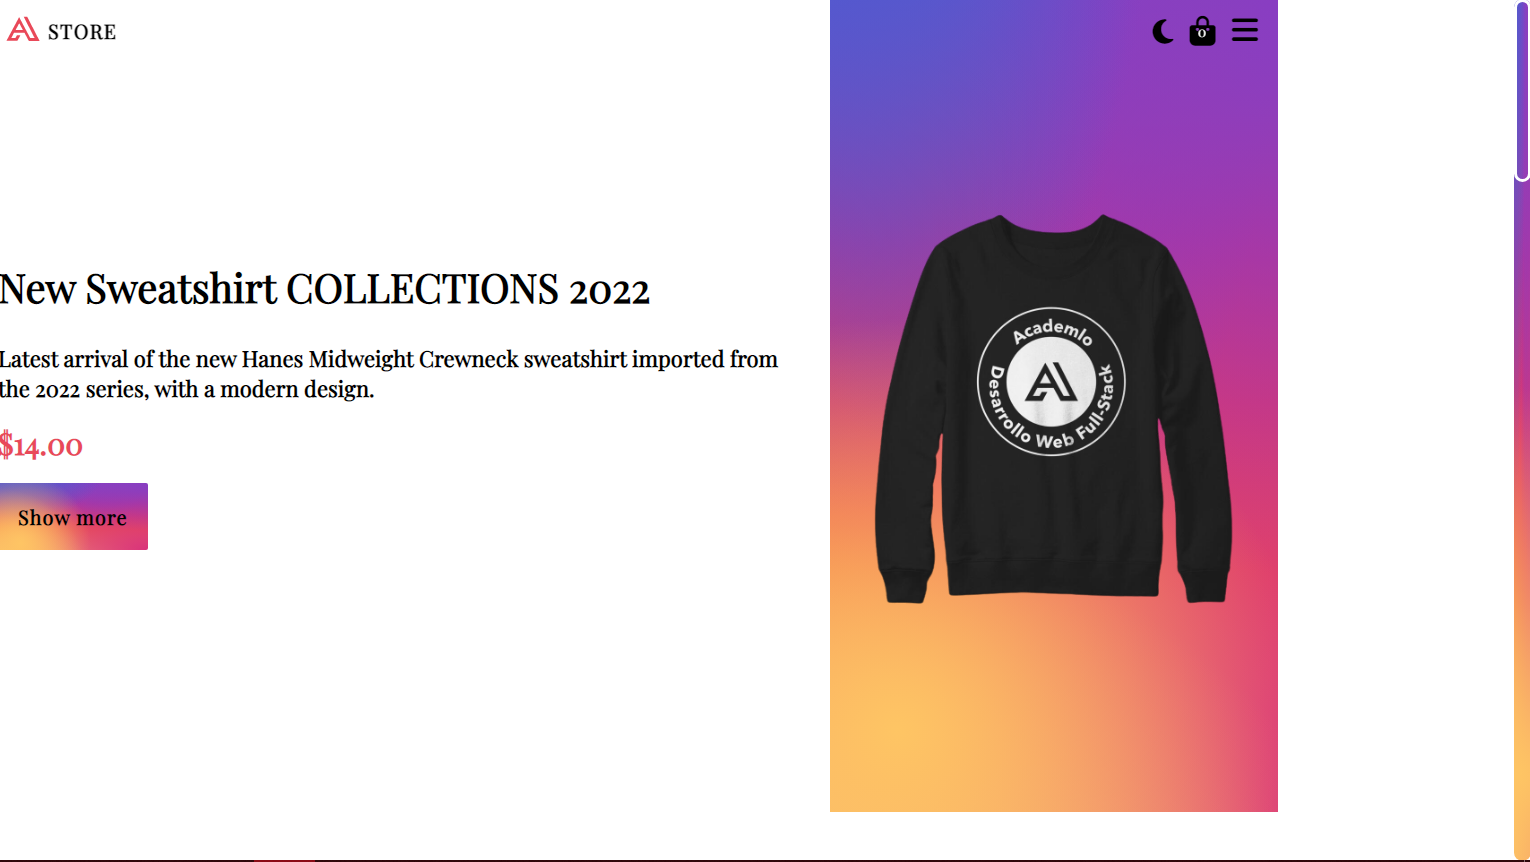 STORE
0
New Sweatshirt COLLECTIONS 2022
Latest arrival of the new Hanes Midweight Crewneck sweatshirt imported from
the 2022 series, with a modern design.
$14.00
Show more
Academlo
Desarrollo Web Full-Stack